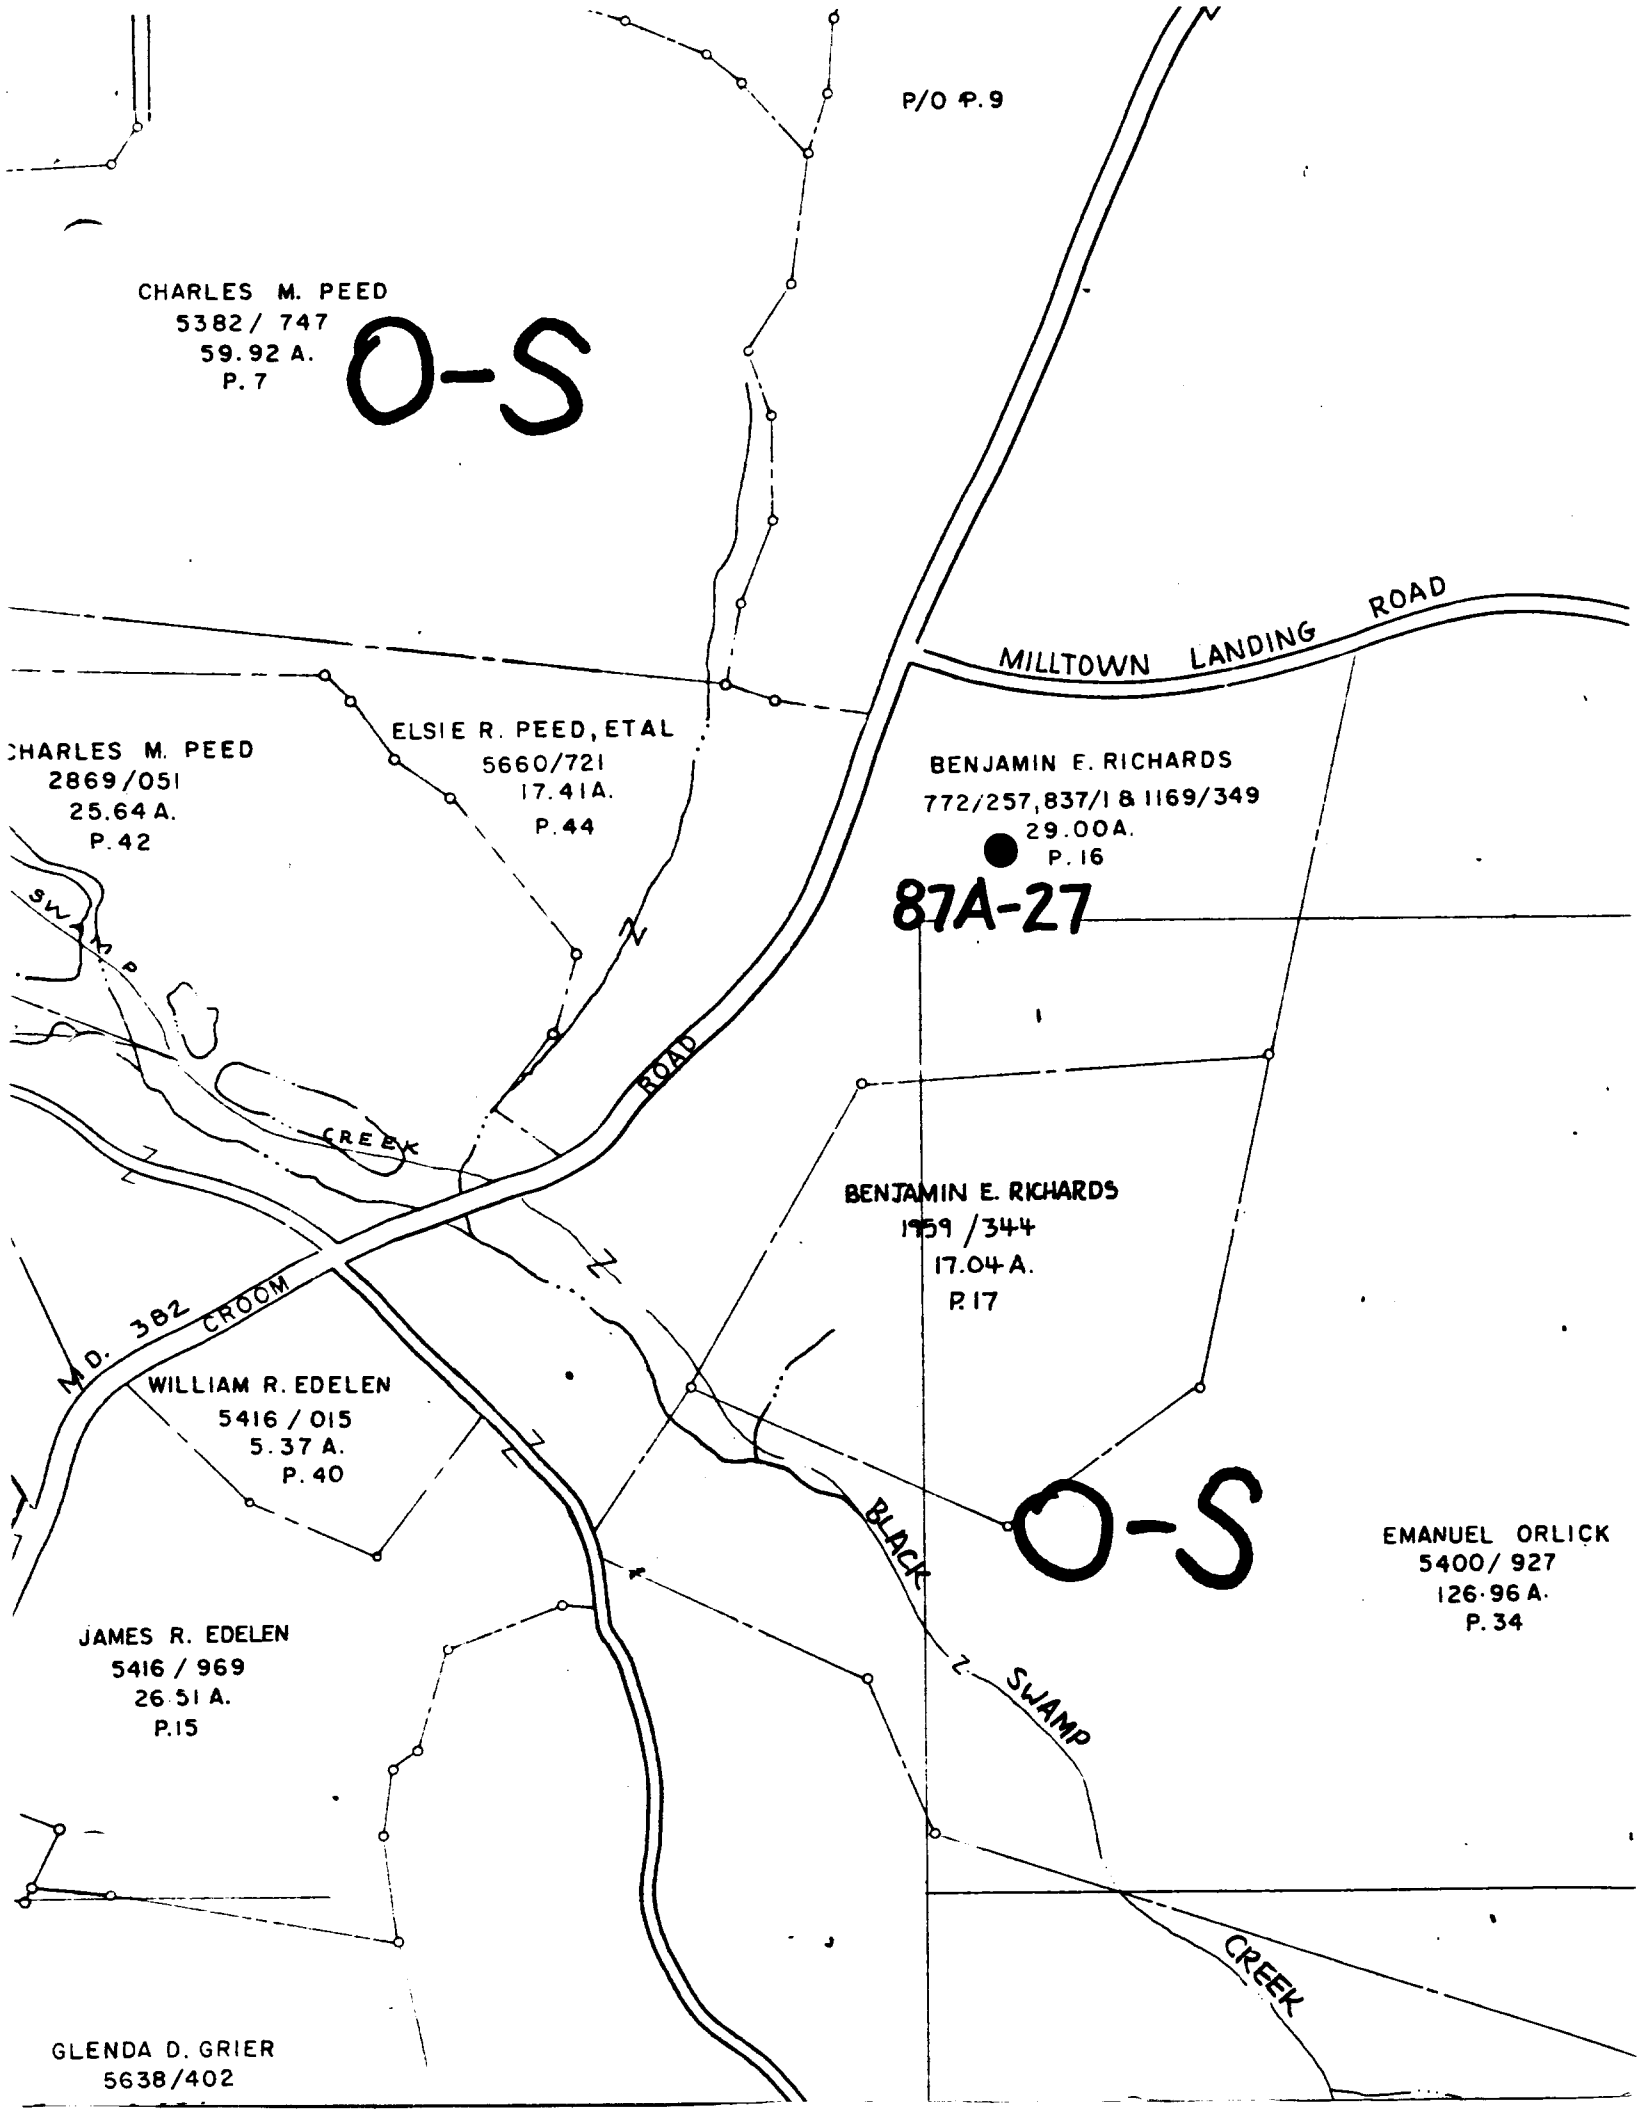 P/O P.9
CHARLES M. PEED
5382/ 747
59.92 A.
P. 7
O-S
MILLTOWN LANDING ROAD
ELSIE R. PEED, ETAL
5660/721
17.41A.
P.44
CHARLES M. PEED
2869/051
25.64 A.
P.42
BENJAMIN E. RICHARDS
772/257,837/1 & 1169/349
29.00A.
P.16
87A-27
SWAMP
CREEK
ROAD
BENJAMIN E. RICHARDS
1959 /344
17.04 A.
P.17
MD. 382
CROOM
WILLIAM R. EDELEN
5416 / 015
5.37 A.
P. 40
O-S
BLACK
SWAMP
CREEK
EMANUEL ORLICK
5400/ 927
126.96 A.
P. 34
JAMES R. EDELEN
5416 / 969
26.51 A.
P.15
GLENDA D. GRIER
5638/402